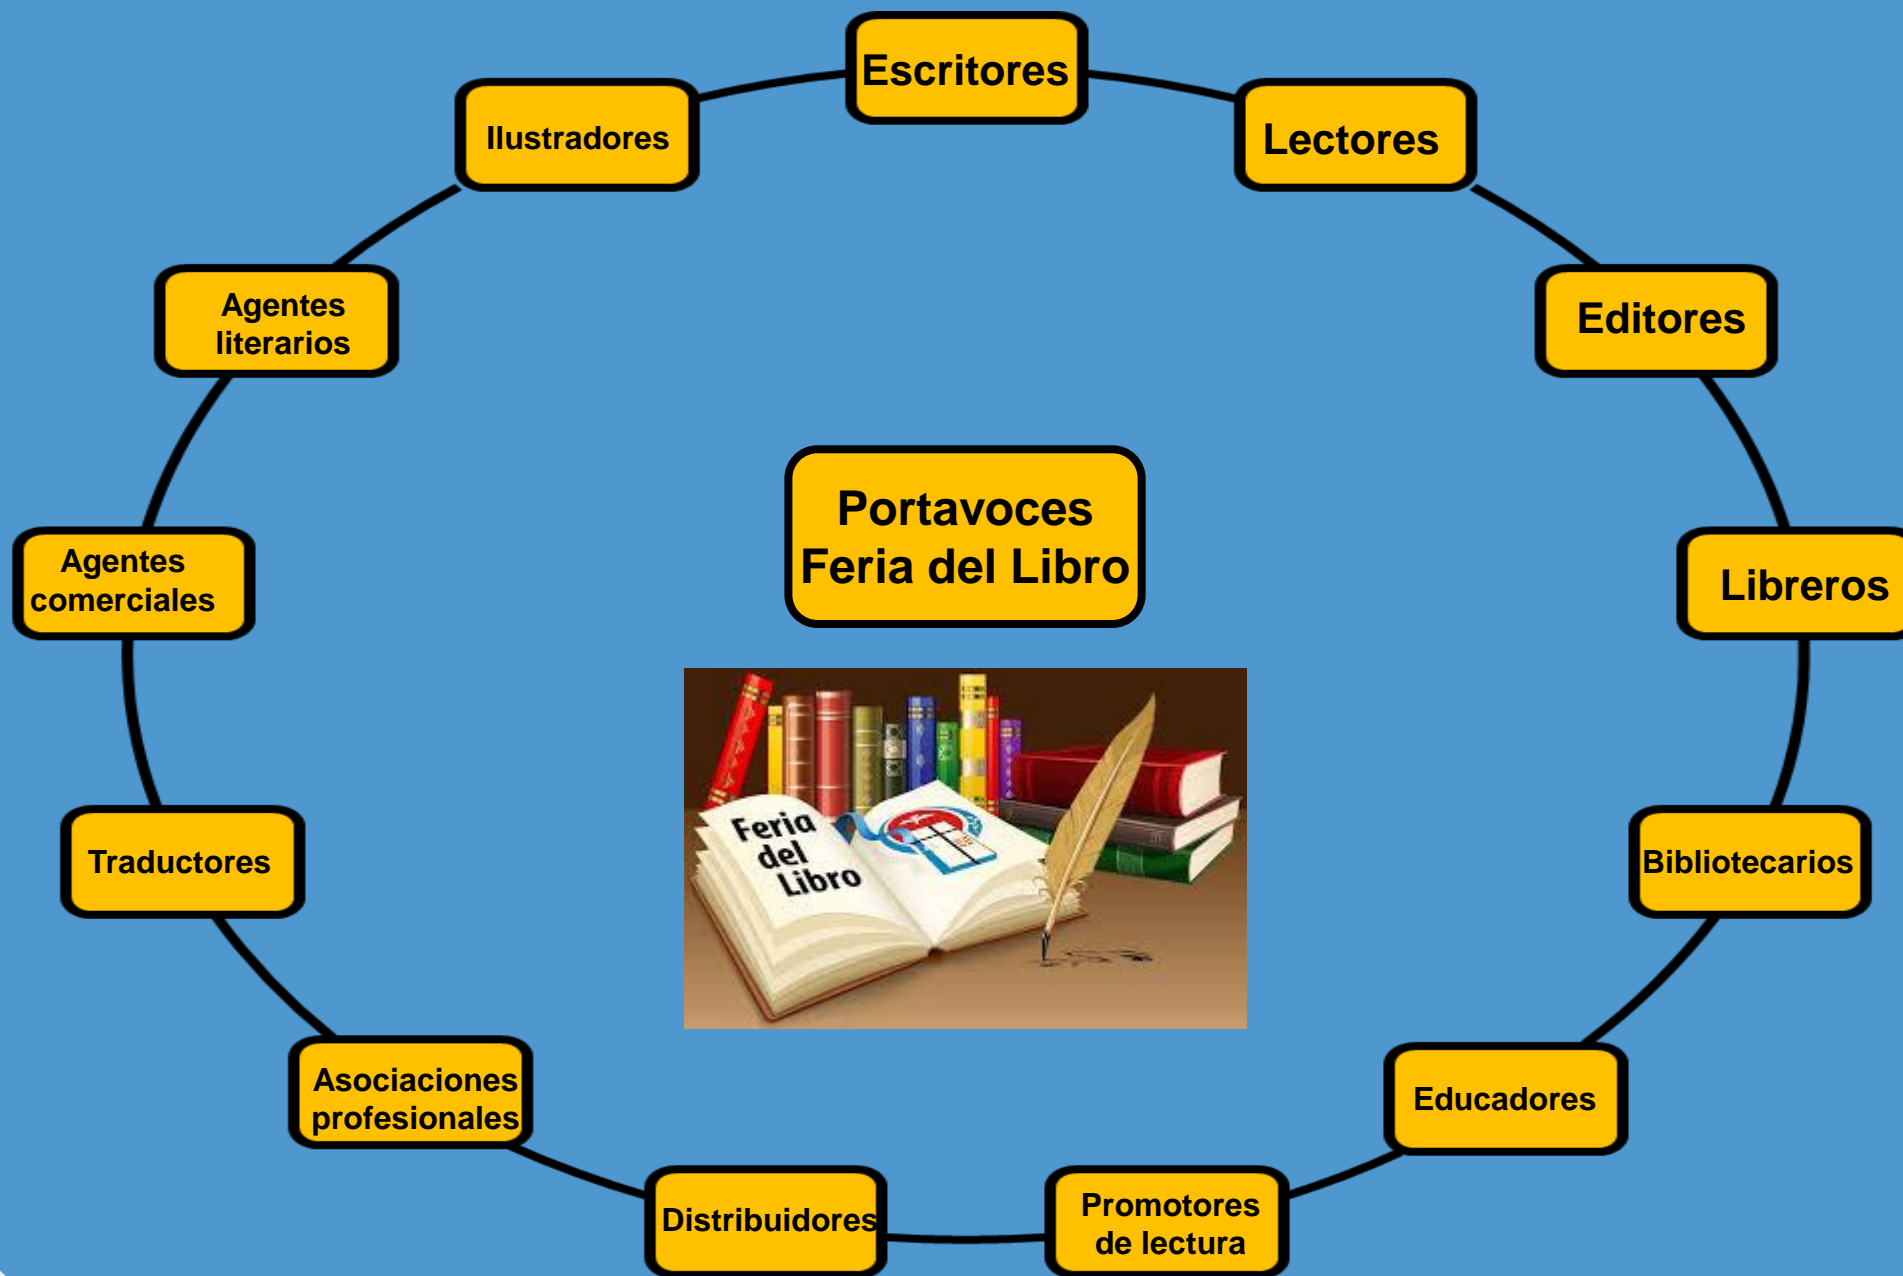 Escritores
Ilustradores
Lectores
Agentes
literarios
Editores
Portavoces
Feria del Libro
Agentes
comerciales
Libreros
Feria
del
Libro
Traductores
Bibliotecarios
Asociaciones
profesionales
Educadores
Distribuidores
Promotores
de lectura